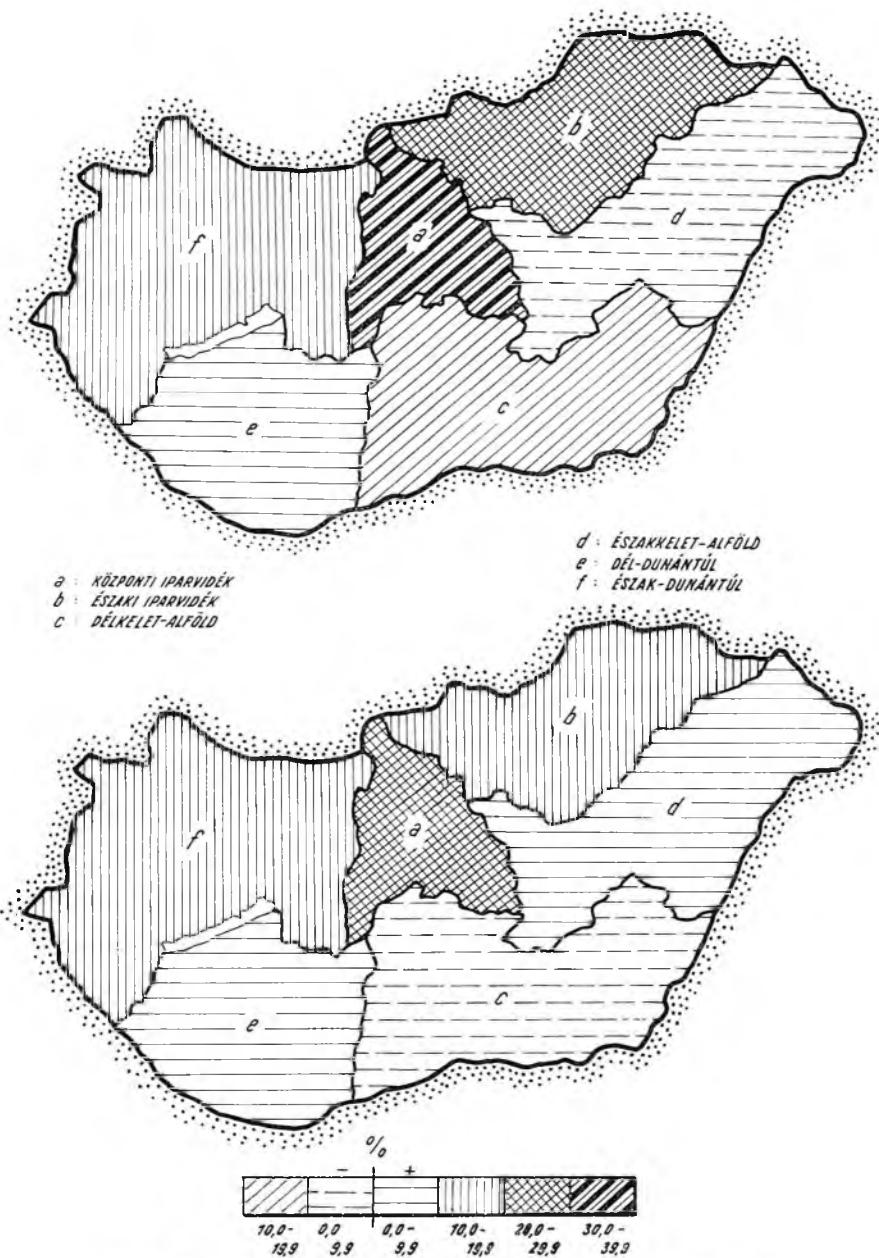 b
a
d
f
c
e
a : KÖZPONTI IPARVIDÉK
b : ÉSZAKI IPARVIDÉK
c : DÉLKELET-ALFÖLD
d : ÉSZAKKELET-ALFÖLD
e : DÉL-DUNÁNTÚL
f : ÉSZAK-DUNÁNTÚL
b
a
d
f
c
e
%
- +
10,0- 0,0 0,0- 10,0- 20,0- 30,0-
19,9 9,9 9,9 19,9 29,9 39,9